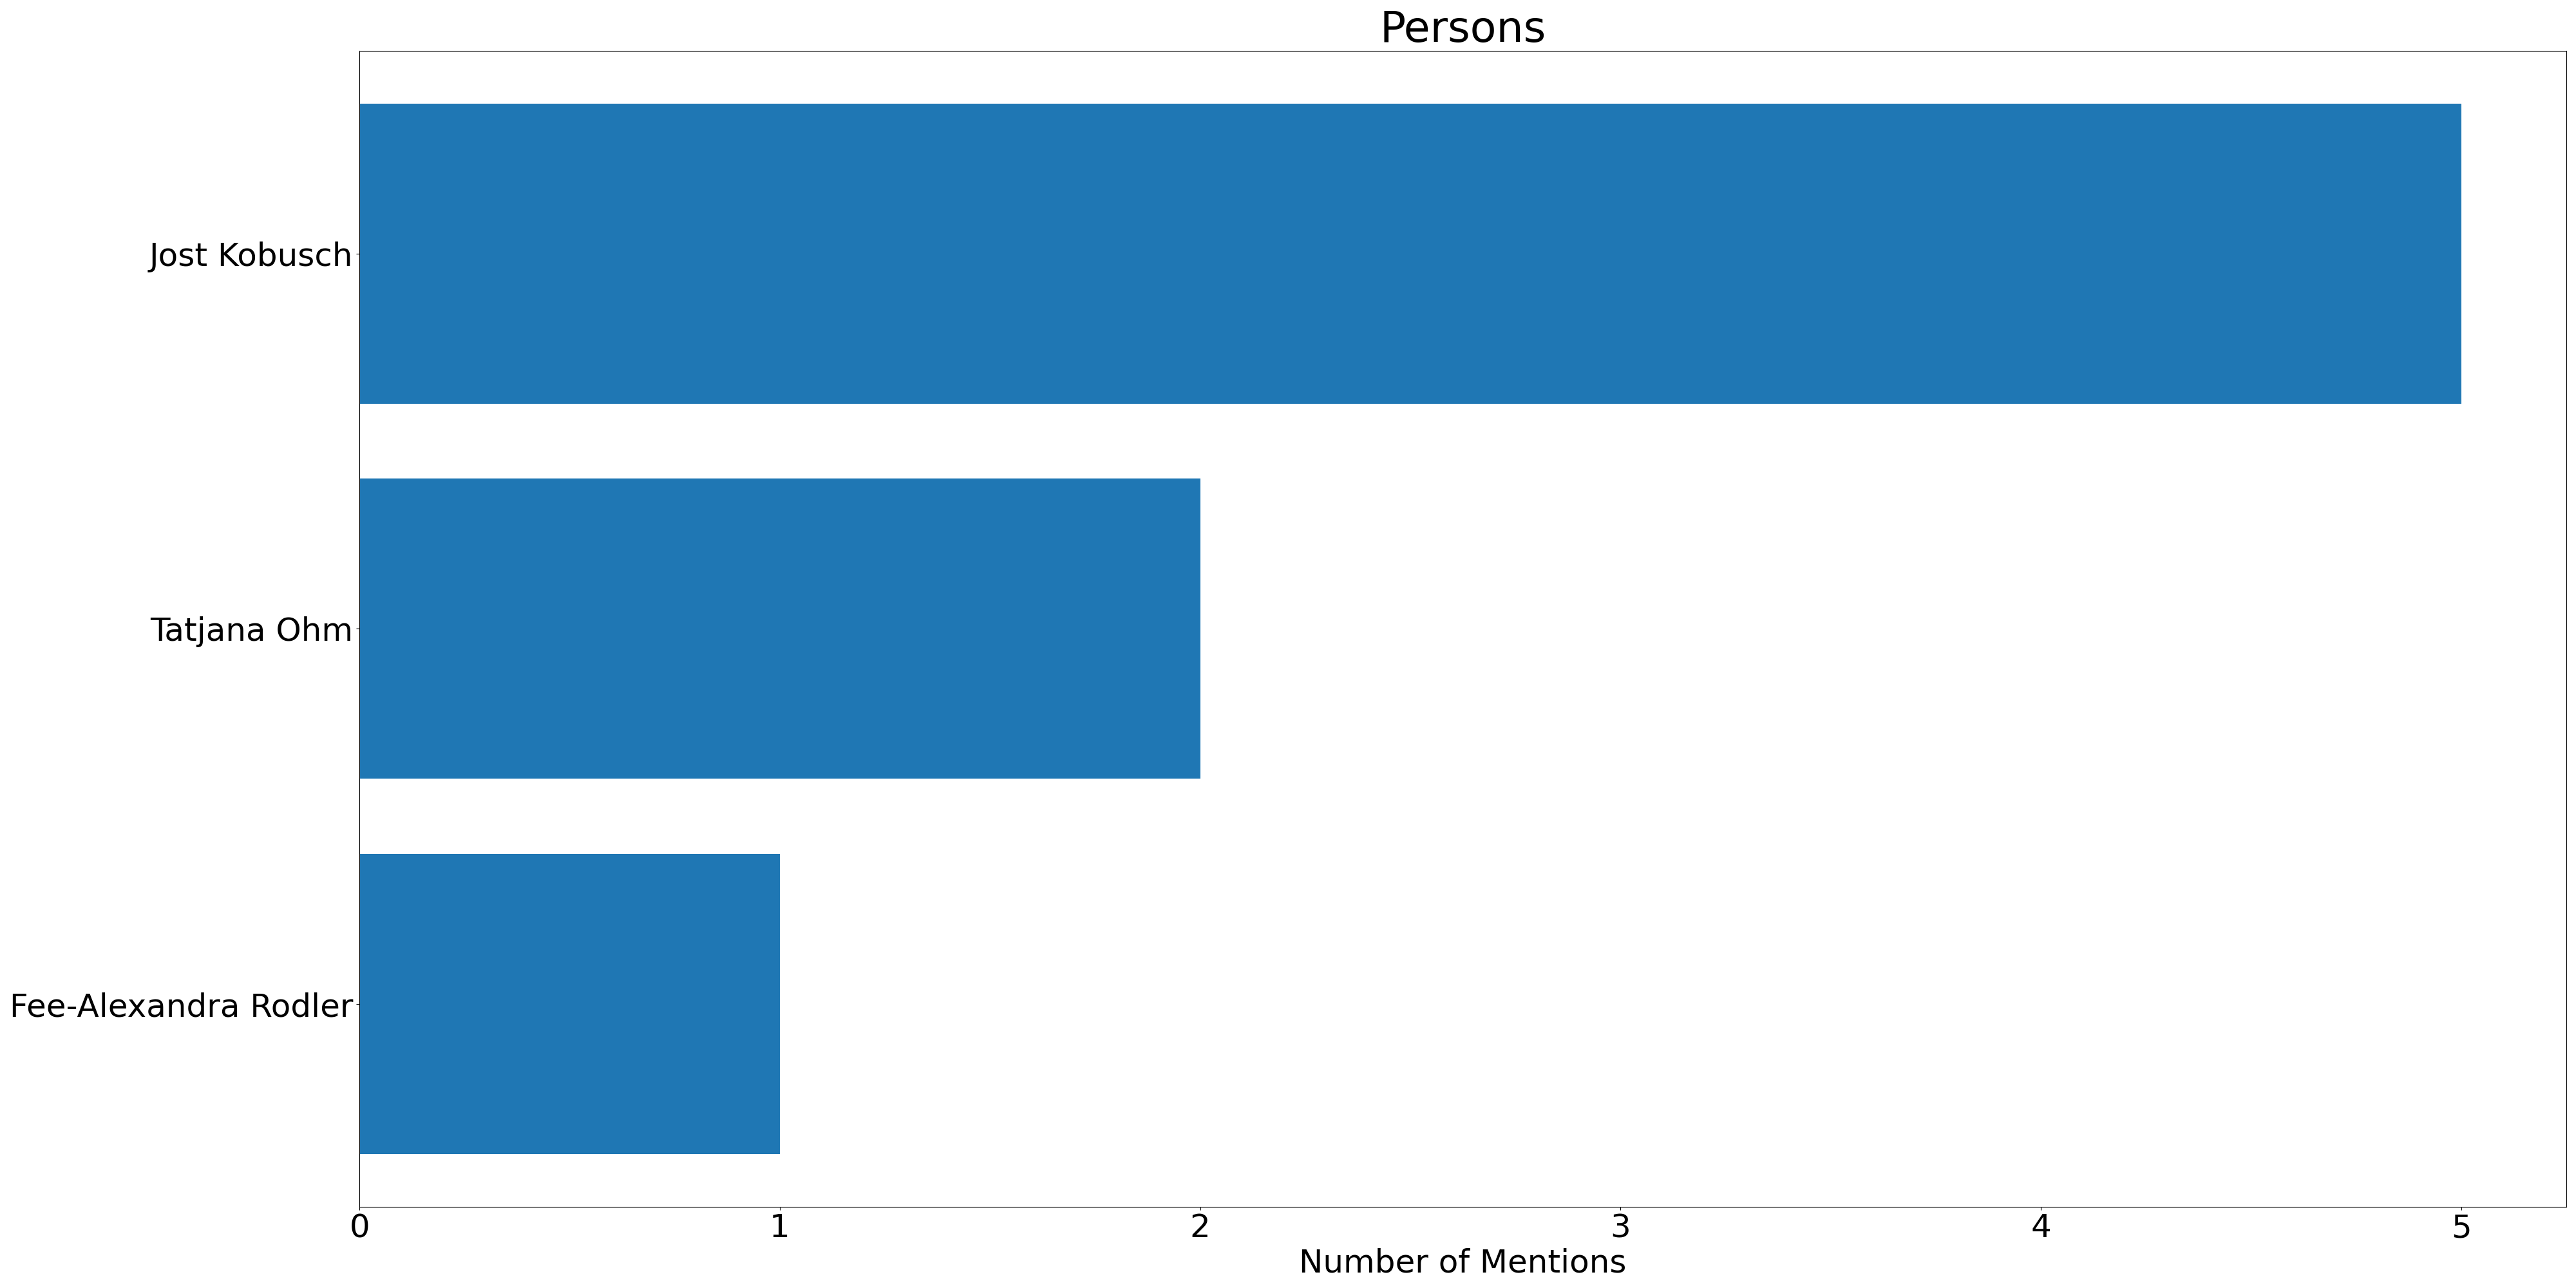 Persons
Jost Kobusch
Tatjana Ohm
Fee-Alexandra Rodler
0 1 2 3 4 5
Number of Mentions